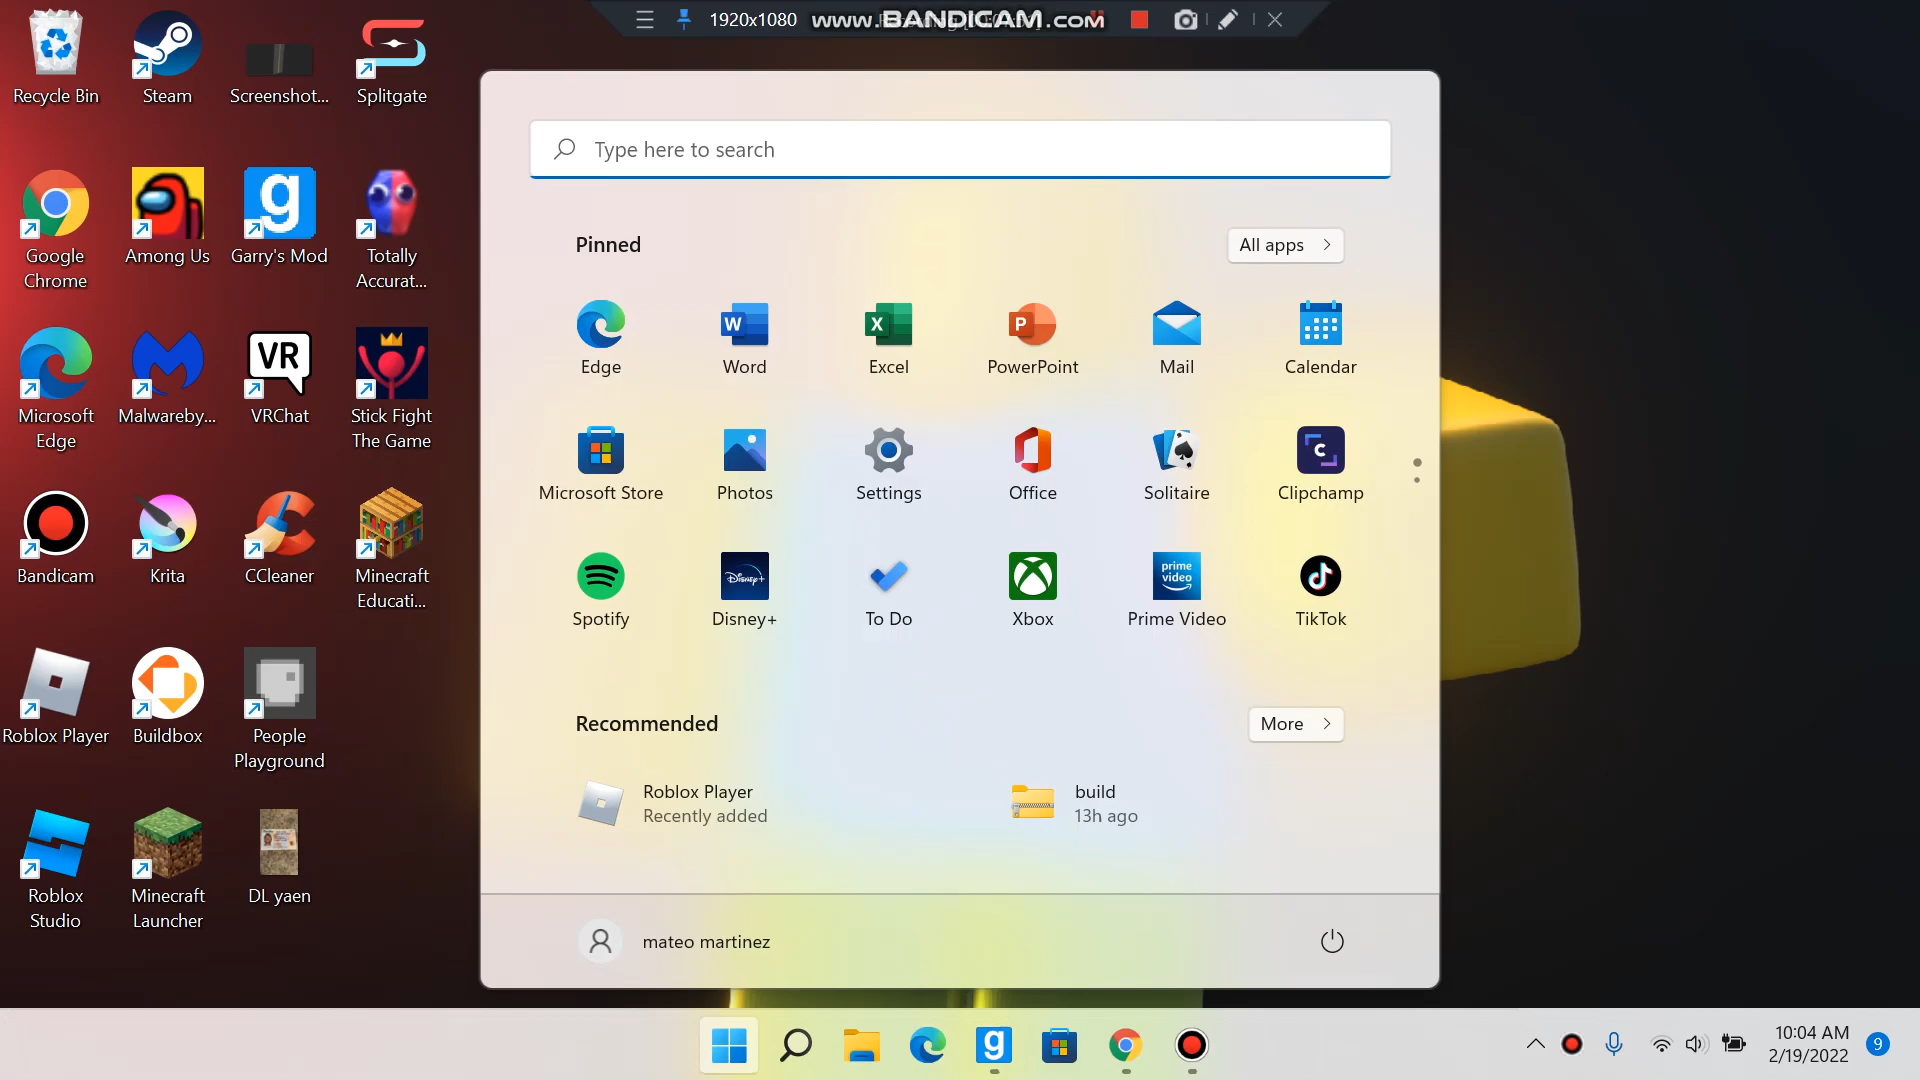 1920x1080
www.BANDICAM.com
Recycle Bin
Steam
Screenshot...
Splitgate
Google
Chrome
Among Us
Garry's Mod
Totally
Accurat...
Microsoft
Edge
Malwareby...
VR
VRChat
Stick Fight
The Game
Bandicam
Krita
CCleaner
Minecraft
Educati...
Roblox Player
Buildbox
People
Playground
Roblox
Studio
Minecraft
Launcher
DL yaen
Type here to search
Pinned
All apps
Edge
Word
Excel
PowerPoint
Mail
Calendar
Microsoft Store
Photos
Settings
Office
Solitaire
Clipchamp
Disney+
prime
video
Spotify
Disney+
To Do
Xbox
Prime Video
TikTok
Recommended
More
Roblox Player
Recently added
build
13h ago
mateo martinez
10:04 AM
2/19/2022
9